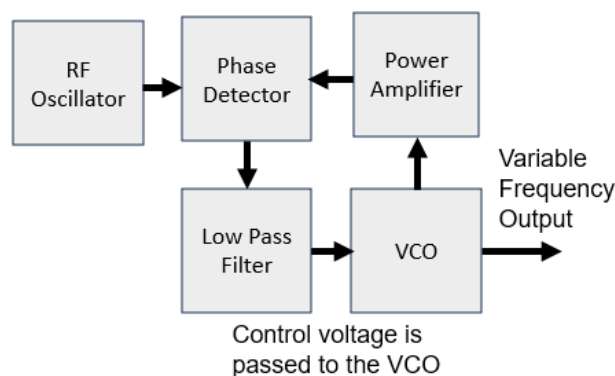 RF
Oscillator
Phase
Detector
Power
Amplifier
Variable
Frequency
Output
Low Pass
Filter
VCO
Control voltage is
passed to the VCO